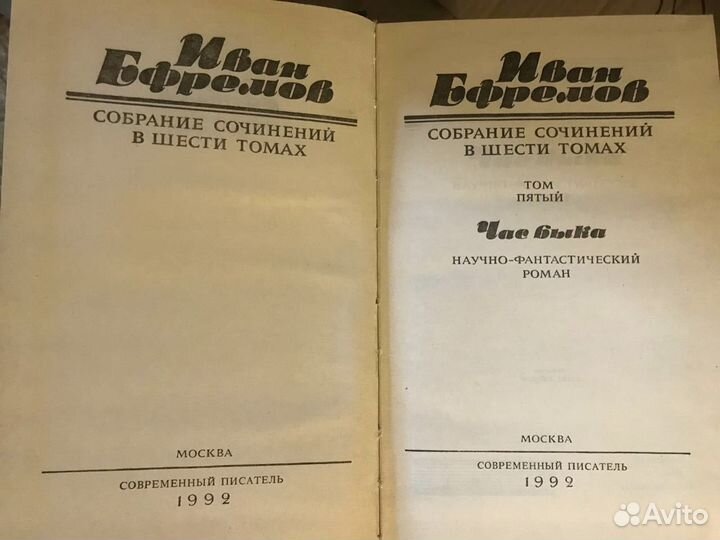 Иван
Ефремов
СОБРАНИЕ СОЧИНЕНИЙ
В ШЕСТИ ТОМАХ
МОСКВА
СОВРЕМЕННЫЙ ПИСАТЕЛЬ
1992
Иван
Ефремов
СОБРАНИЕ СОЧИНЕНИЙ
В ШЕСТИ ТОМАХ
ТОМ
ПЯТЫЙ
Час быка
НАУЧНО-ФАНТАСТИЧЕСКИЙ
РОМАН
МОСКВА
СОВРЕМЕННЫЙ ПИСАТЕЛЬ
1992
Avito